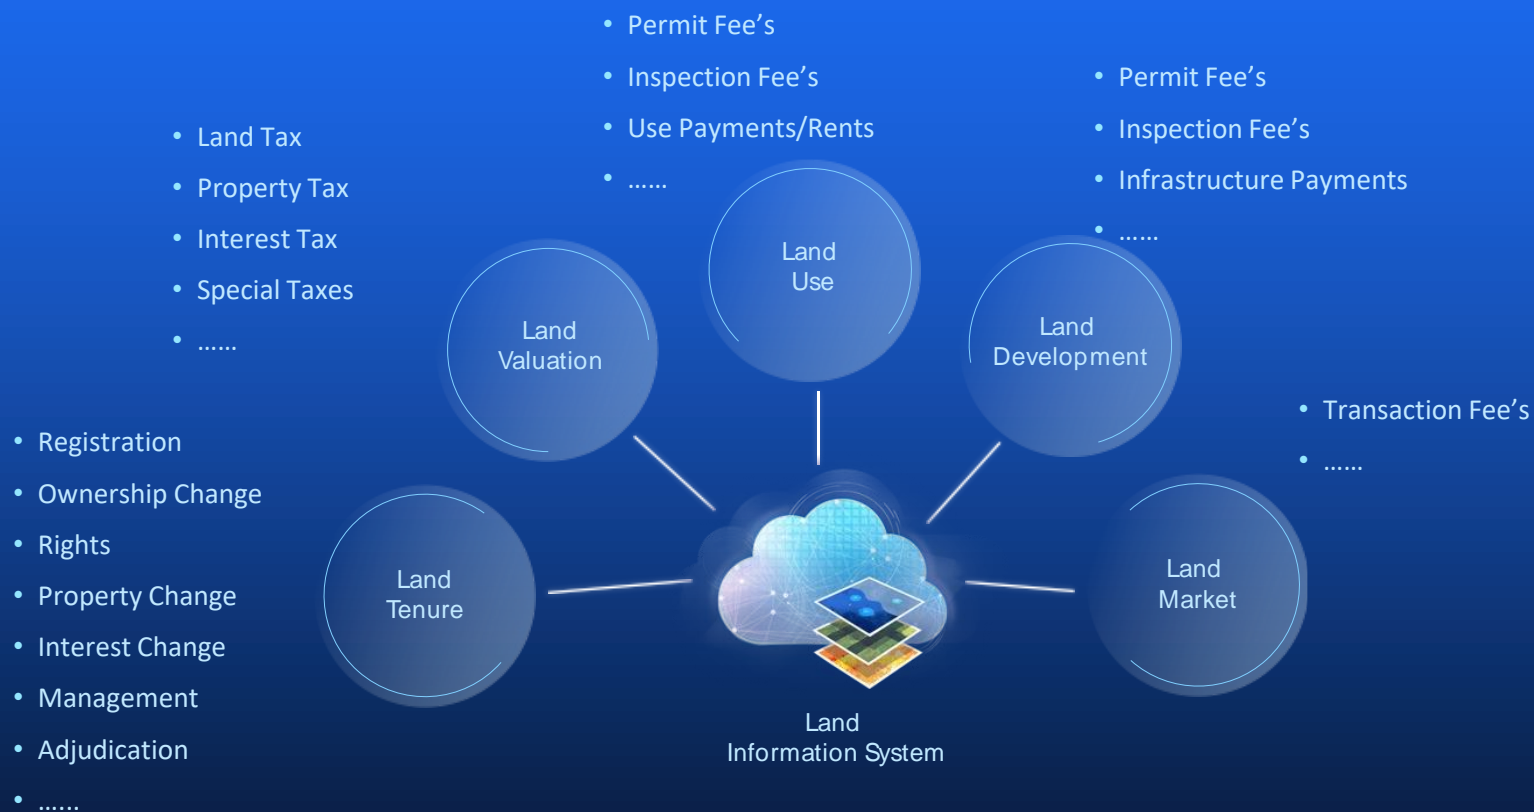 • Permit Fee’s
• Inspection Fee’s
• Use Payments/Rents
• ......
• Permit Fee’s
• Inspection Fee’s
• Infrastructure Payments
• ......
• Land Tax
• Property Tax
• Interest Tax
• Special Taxes
• ......
Land
Use
Land
Valuation
Land
Development
• Transaction Fee’s
• ......
• Registration
• Ownership Change
• Rights
• Property Change
• Interest Change
• Management
• Adjudication
• ......
Land
Tenure
Land
Market
Land
Information System